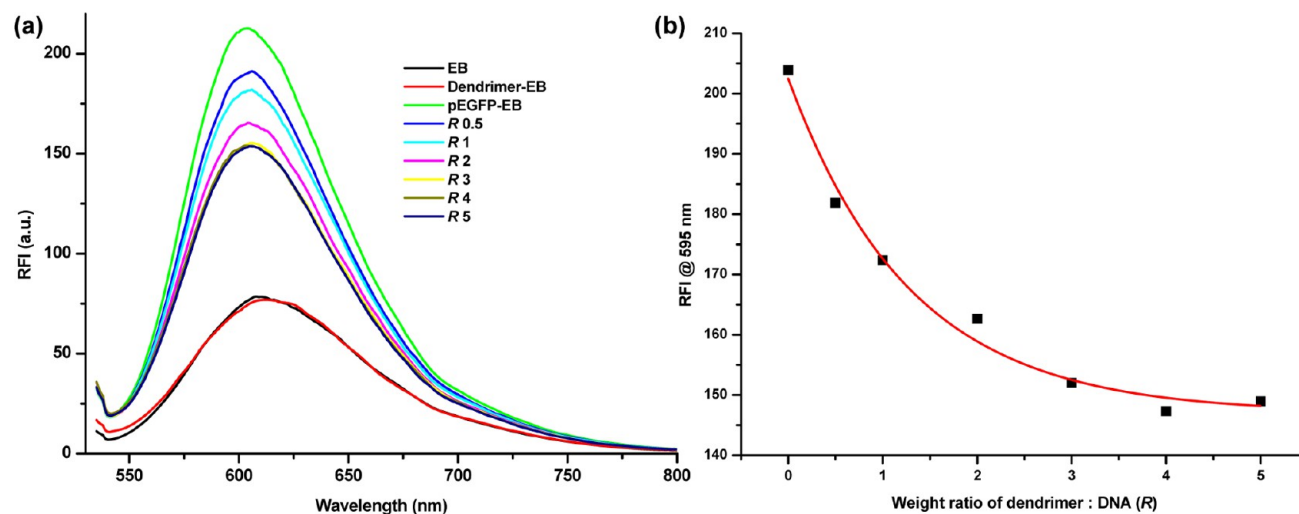 (a)
200
150
100
50
0
550
600
650
700
750
800
RFI (a.u.)
Wavelength (nm)
EB
Dendrimer-EB
pEGFP-EB
R 0.5
R 1
R 2
R 3
R 4
R 5
(b)
210
200
190
180
170
160
150
140
0
1
2
3
4
5
RFI @ 595 nm
Weight ratio of dendrimer : DNA (R)